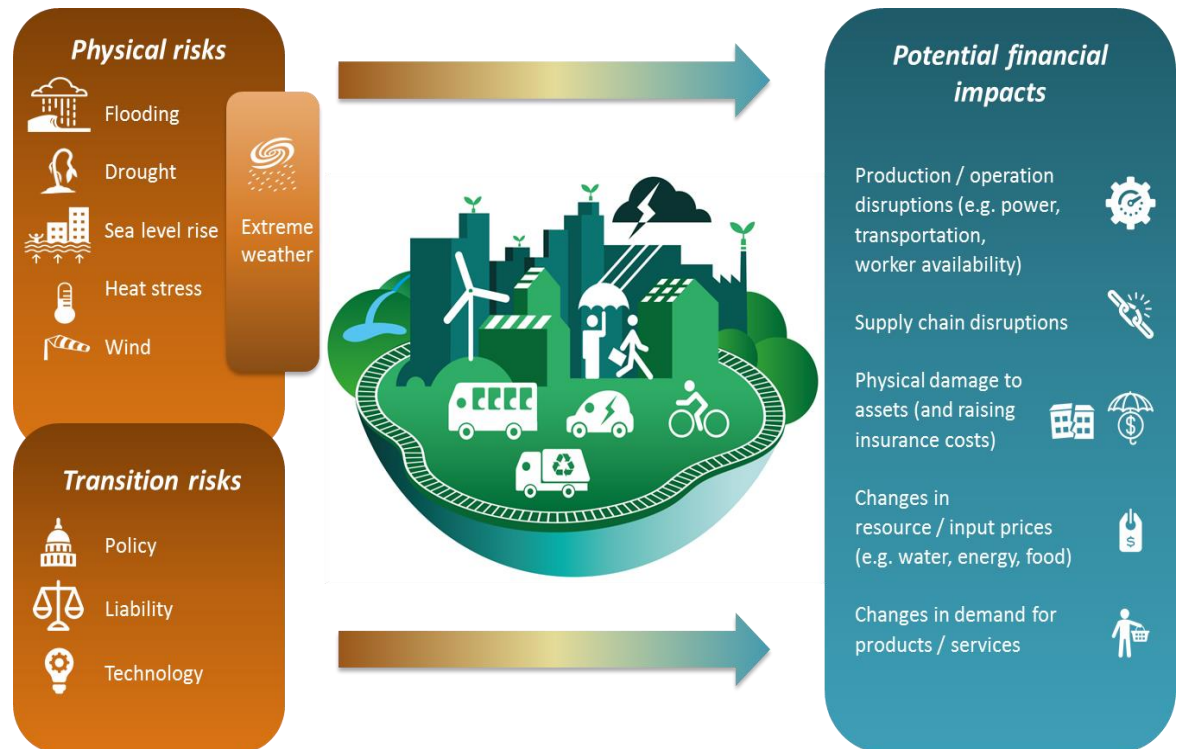 Physical risks
Flooding
Drought
Sea level rise
Heat stress
Wind
Extreme
weather
Transition risks
Policy
Liability
Technology
Potential financial
impacts
Production / operation
disruptions (e.g. power,
transportation,
worker availability)
Supply chain disruptions
Physical damage to
assets (and raising
insurance costs)
$
Changes in
resource / input prices
(e.g. water, energy, food)
$
Changes in demand for
products / services